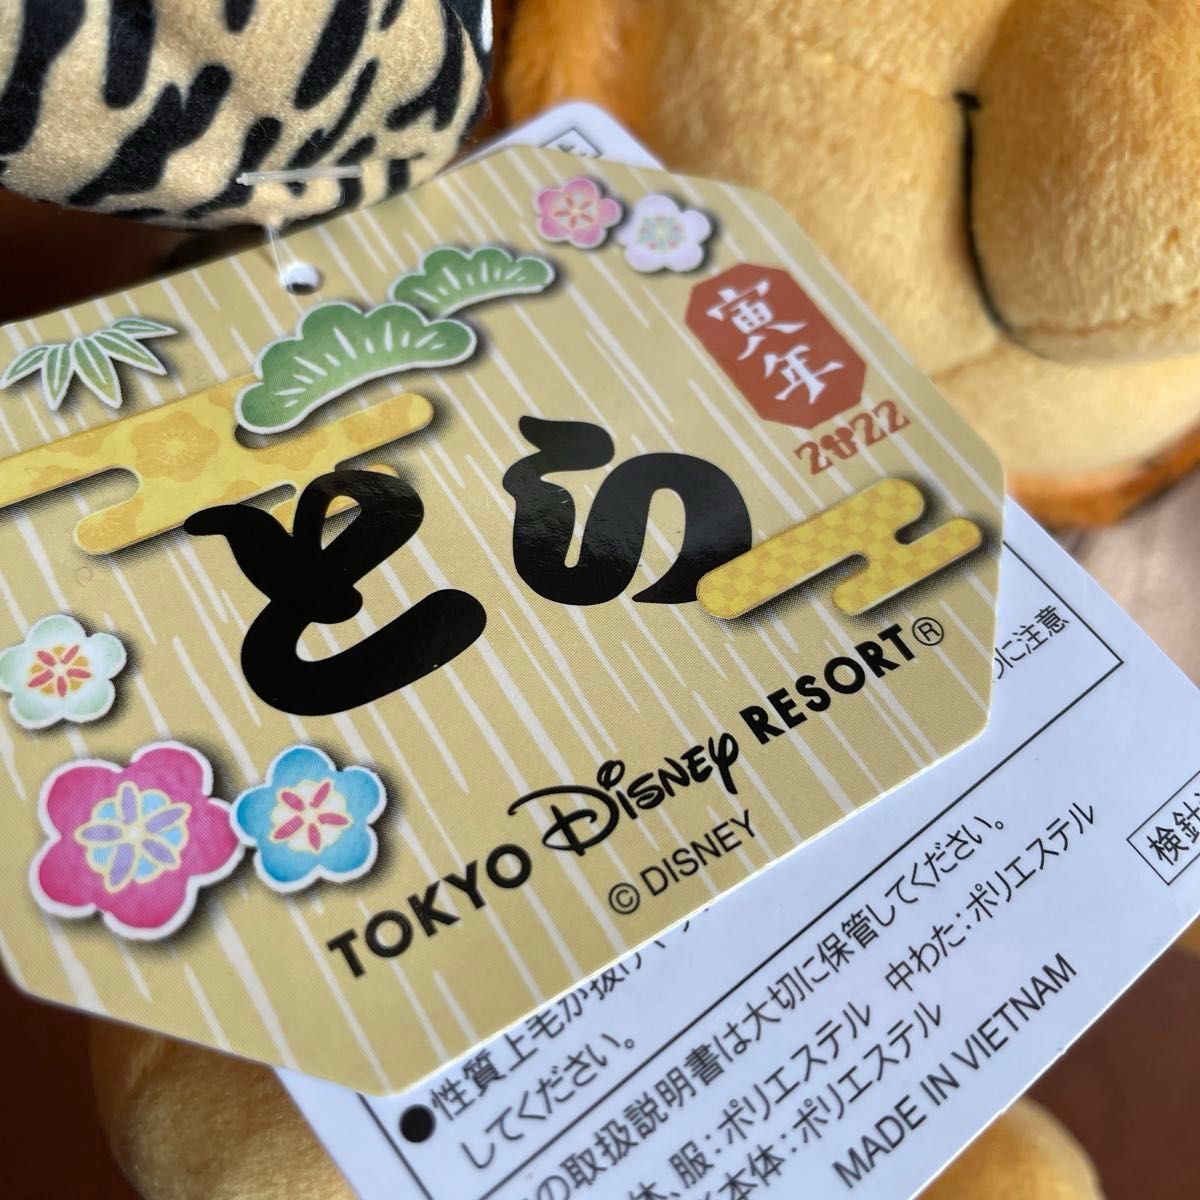 寅年
2022
とら
TOKYO Disney RESORT®
© DISNEY
に注意
●性質上毛が抜け
してください。
の取扱説明書は大切に保管してください。
体、服：ポリエステル 中わた：ポリエステル
本体：ポリエステル
MADE IN VIETNAM
検針